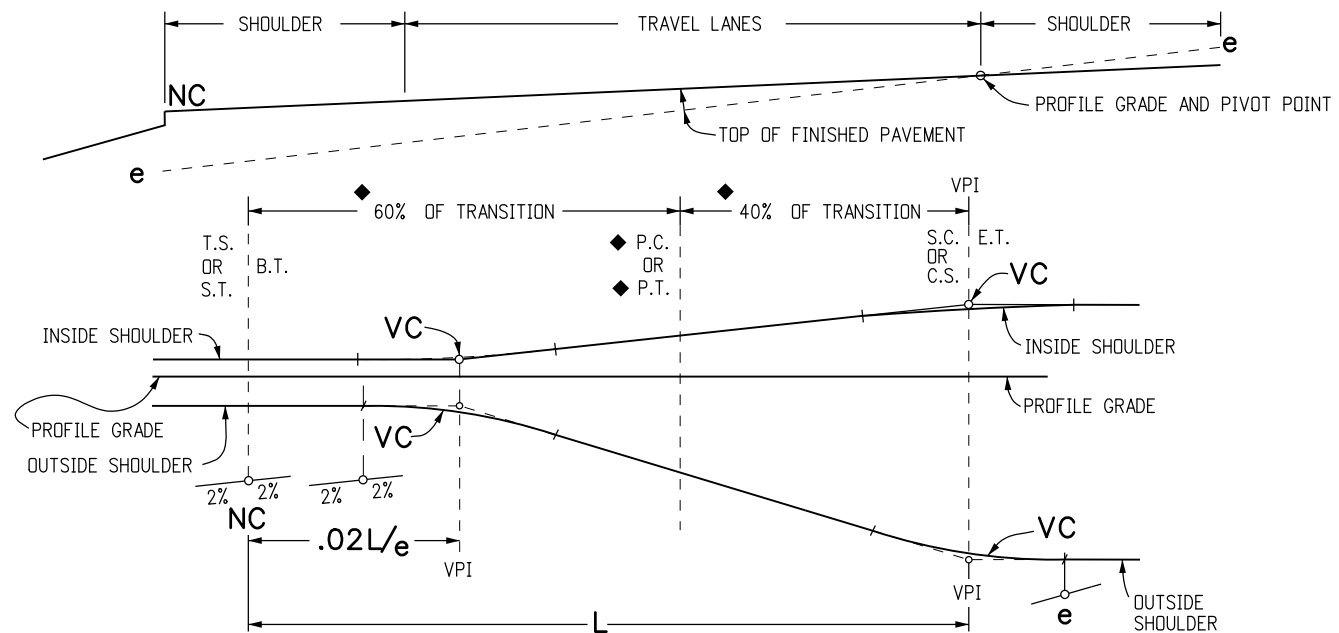 SHOULDER TRAVEL LANES SHOULDER
e
NC
PROFILE GRADE AND PIVOT POINT
TOP OF FINISHED PAVEMENT
e
VPI
60% OF TRANSITION 40% OF TRANSITION
T.S.
OR
S.T.
B.T.
P.C.
OR
P.T.
S.C.
OR
C.S.
E.T.
VC
VC
INSIDE SHOULDER
INSIDE SHOULDER
PROFILE GRADE
PROFILE GRADE
VC
OUTSIDE SHOULDER
2% 2% 2% 2%
NC
.02L/e
VC
VPI
VPI
e
OUTSIDE
SHOULDER
L